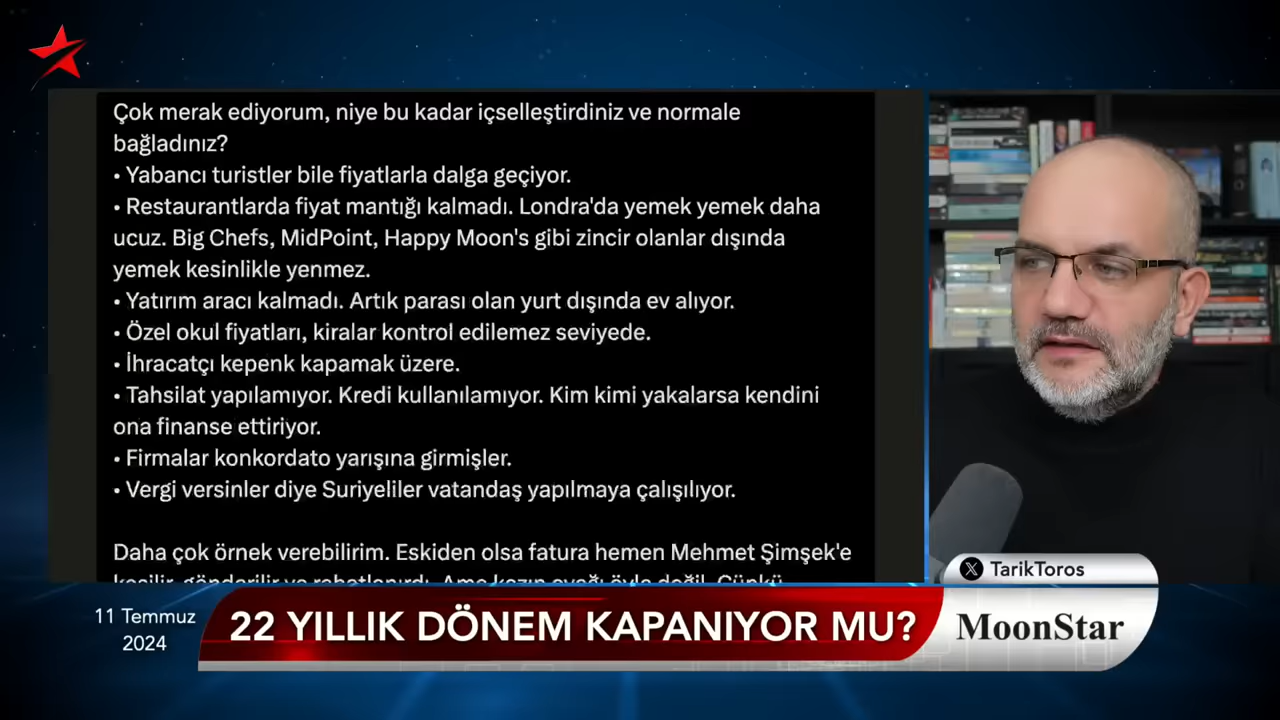 Çok merak ediyorum, niye bu kadar içselleştirdiniz ve normale
bağladınız?
• Yabancı turistler bile fiyatlarla dalga geçiyor.
• Restaurantlarda fiyat mantığı kalmadı. Londra'da yemek yemek daha
ucuz. Big Chefs, MidPoint, Happy Moon's gibi zincir olanlar dışında
yemek kesinlikle yenmez.
• Yatırım aracı kalmadı. Artık parası olan yurt dışında ev alıyor.
• Özel okul fiyatları, kiralar kontrol edilemez seviyede.
• İhracatçı kepenk kapamak üzere.
• Tahsilat yapılamıyor. Kredi kullanılamıyor. Kim kimi yakalarsa kendini
ona finanse ettiriyor.
• Firmalar konkordato yarışına girmişler.
• Vergi versinler diye Suriyeliler vatandaş yapılmaya çalışılıyor.
Daha çok örnek verebilirim. Eskiden olsa fatura hemen Mehmet Şimşek'e
TarikToros
11 Temmuz
2024
22 YILLIK DÖNEM KAPANIYOR MU?
MoonStar